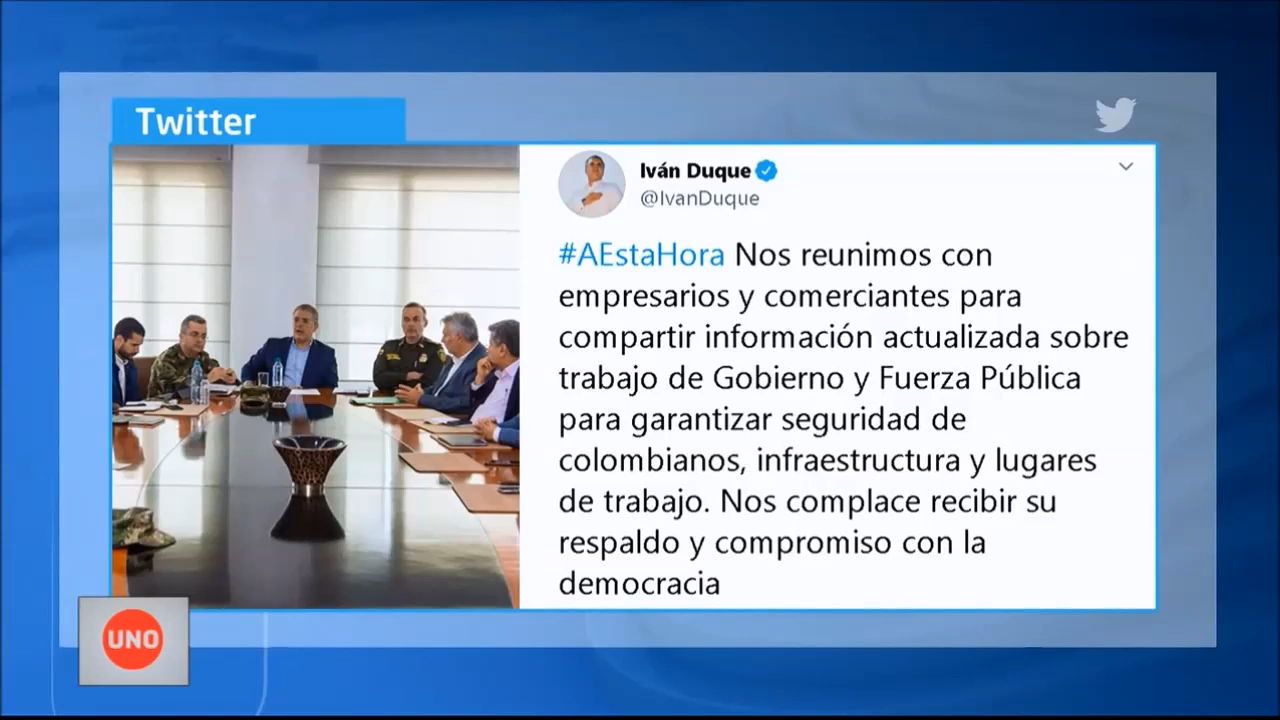 Twitter
Iván Duque
@IvanDuque
#AEstaHora Nos reunimos con
empresarios y comerciantes para
compartir información actualizada sobre
trabajo de Gobierno y Fuerza Pública
para garantizar seguridad de
colombianos, infraestructura y lugares
de trabajo. Nos complace recibir su
respaldo y compromiso con la
democracia
UNO